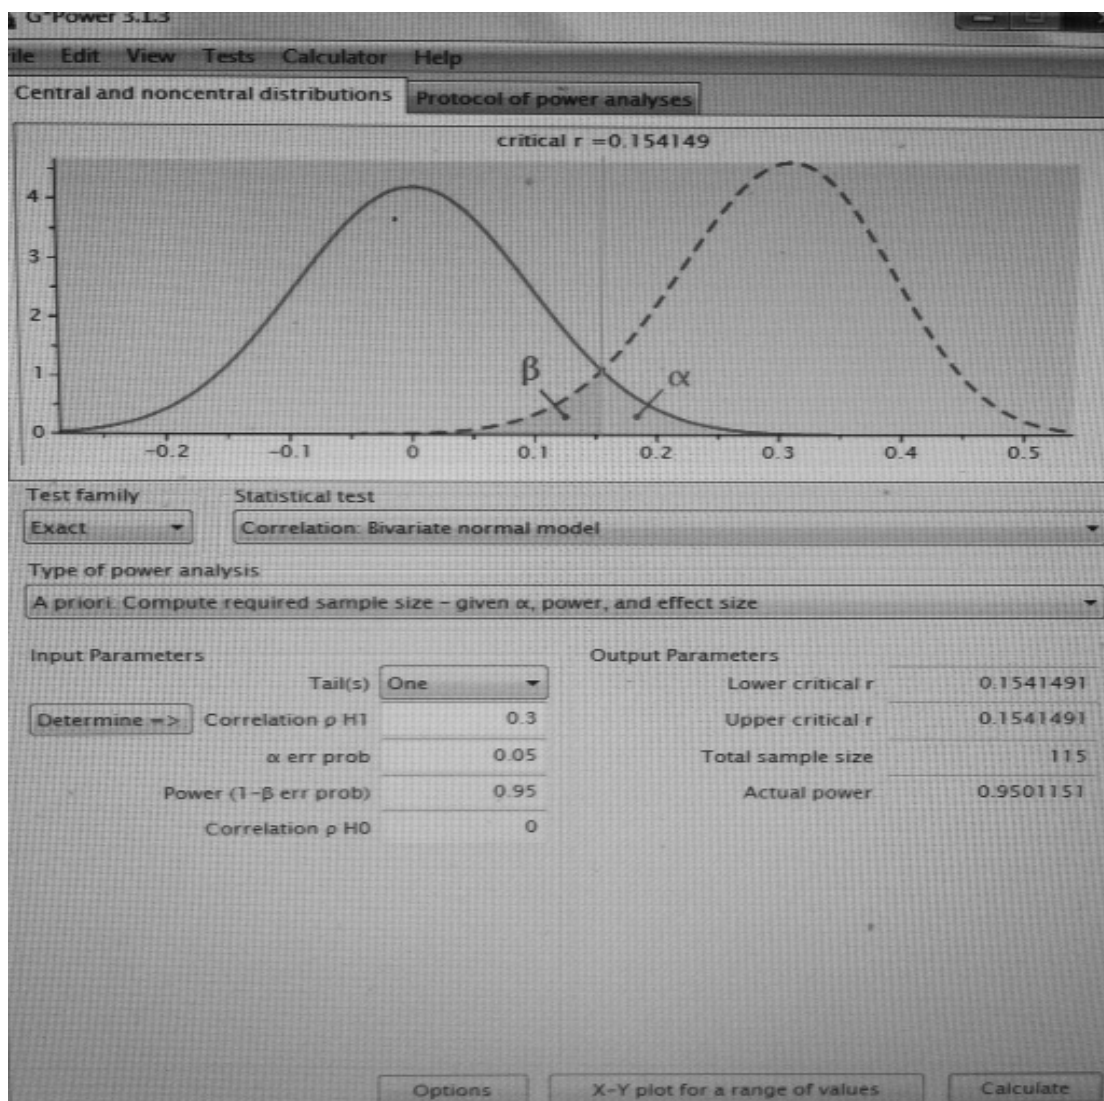 G*Power 3.1.3
File Edit View Tests Calculator Help
Central and noncentral distributions Protocol of power analyses
critical r =0.154149
4
3
2
1
0
β α
-0.2 -0.1 0 0.1 0.2 0.3 0.4 0.5
Test family Statistical test
Exact Correlation: Bivariate normal model
Type of power analysis
A priori: Compute required sample size - given α, power, and effect size
Input Parameters Output Parameters
Tail(s) One Lower critical r 0.1541491
Determine => Correlation ρ H1 0.3 Upper critical r 0.1541491
α err prob 0.05 Total sample size 115
Power (1-β err prob) 0.95 Actual power 0.9501151
Correlation ρ H0 0
Options X-Y plot for a range of values Calculate